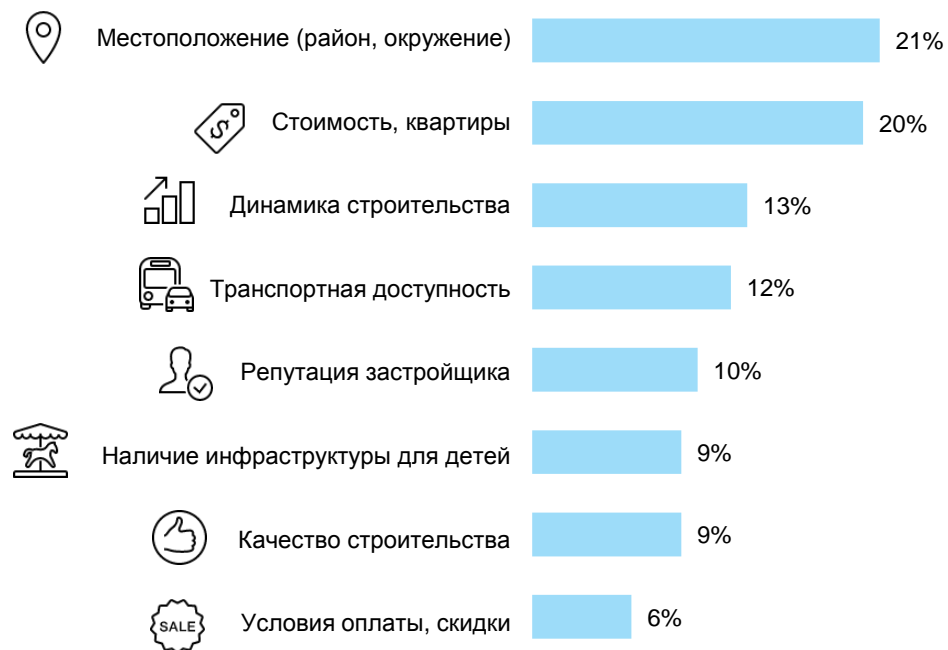 Местоположение (район, окружение) 21%
$ Стоимость, квартиры 20%
Динамика строительства 13%
Транспортная доступность 12%
Репутация застройщика 10%
Наличие инфраструктуры для детей 9%
Качество строительства 9%
SALE Условия оплаты, скидки 6%